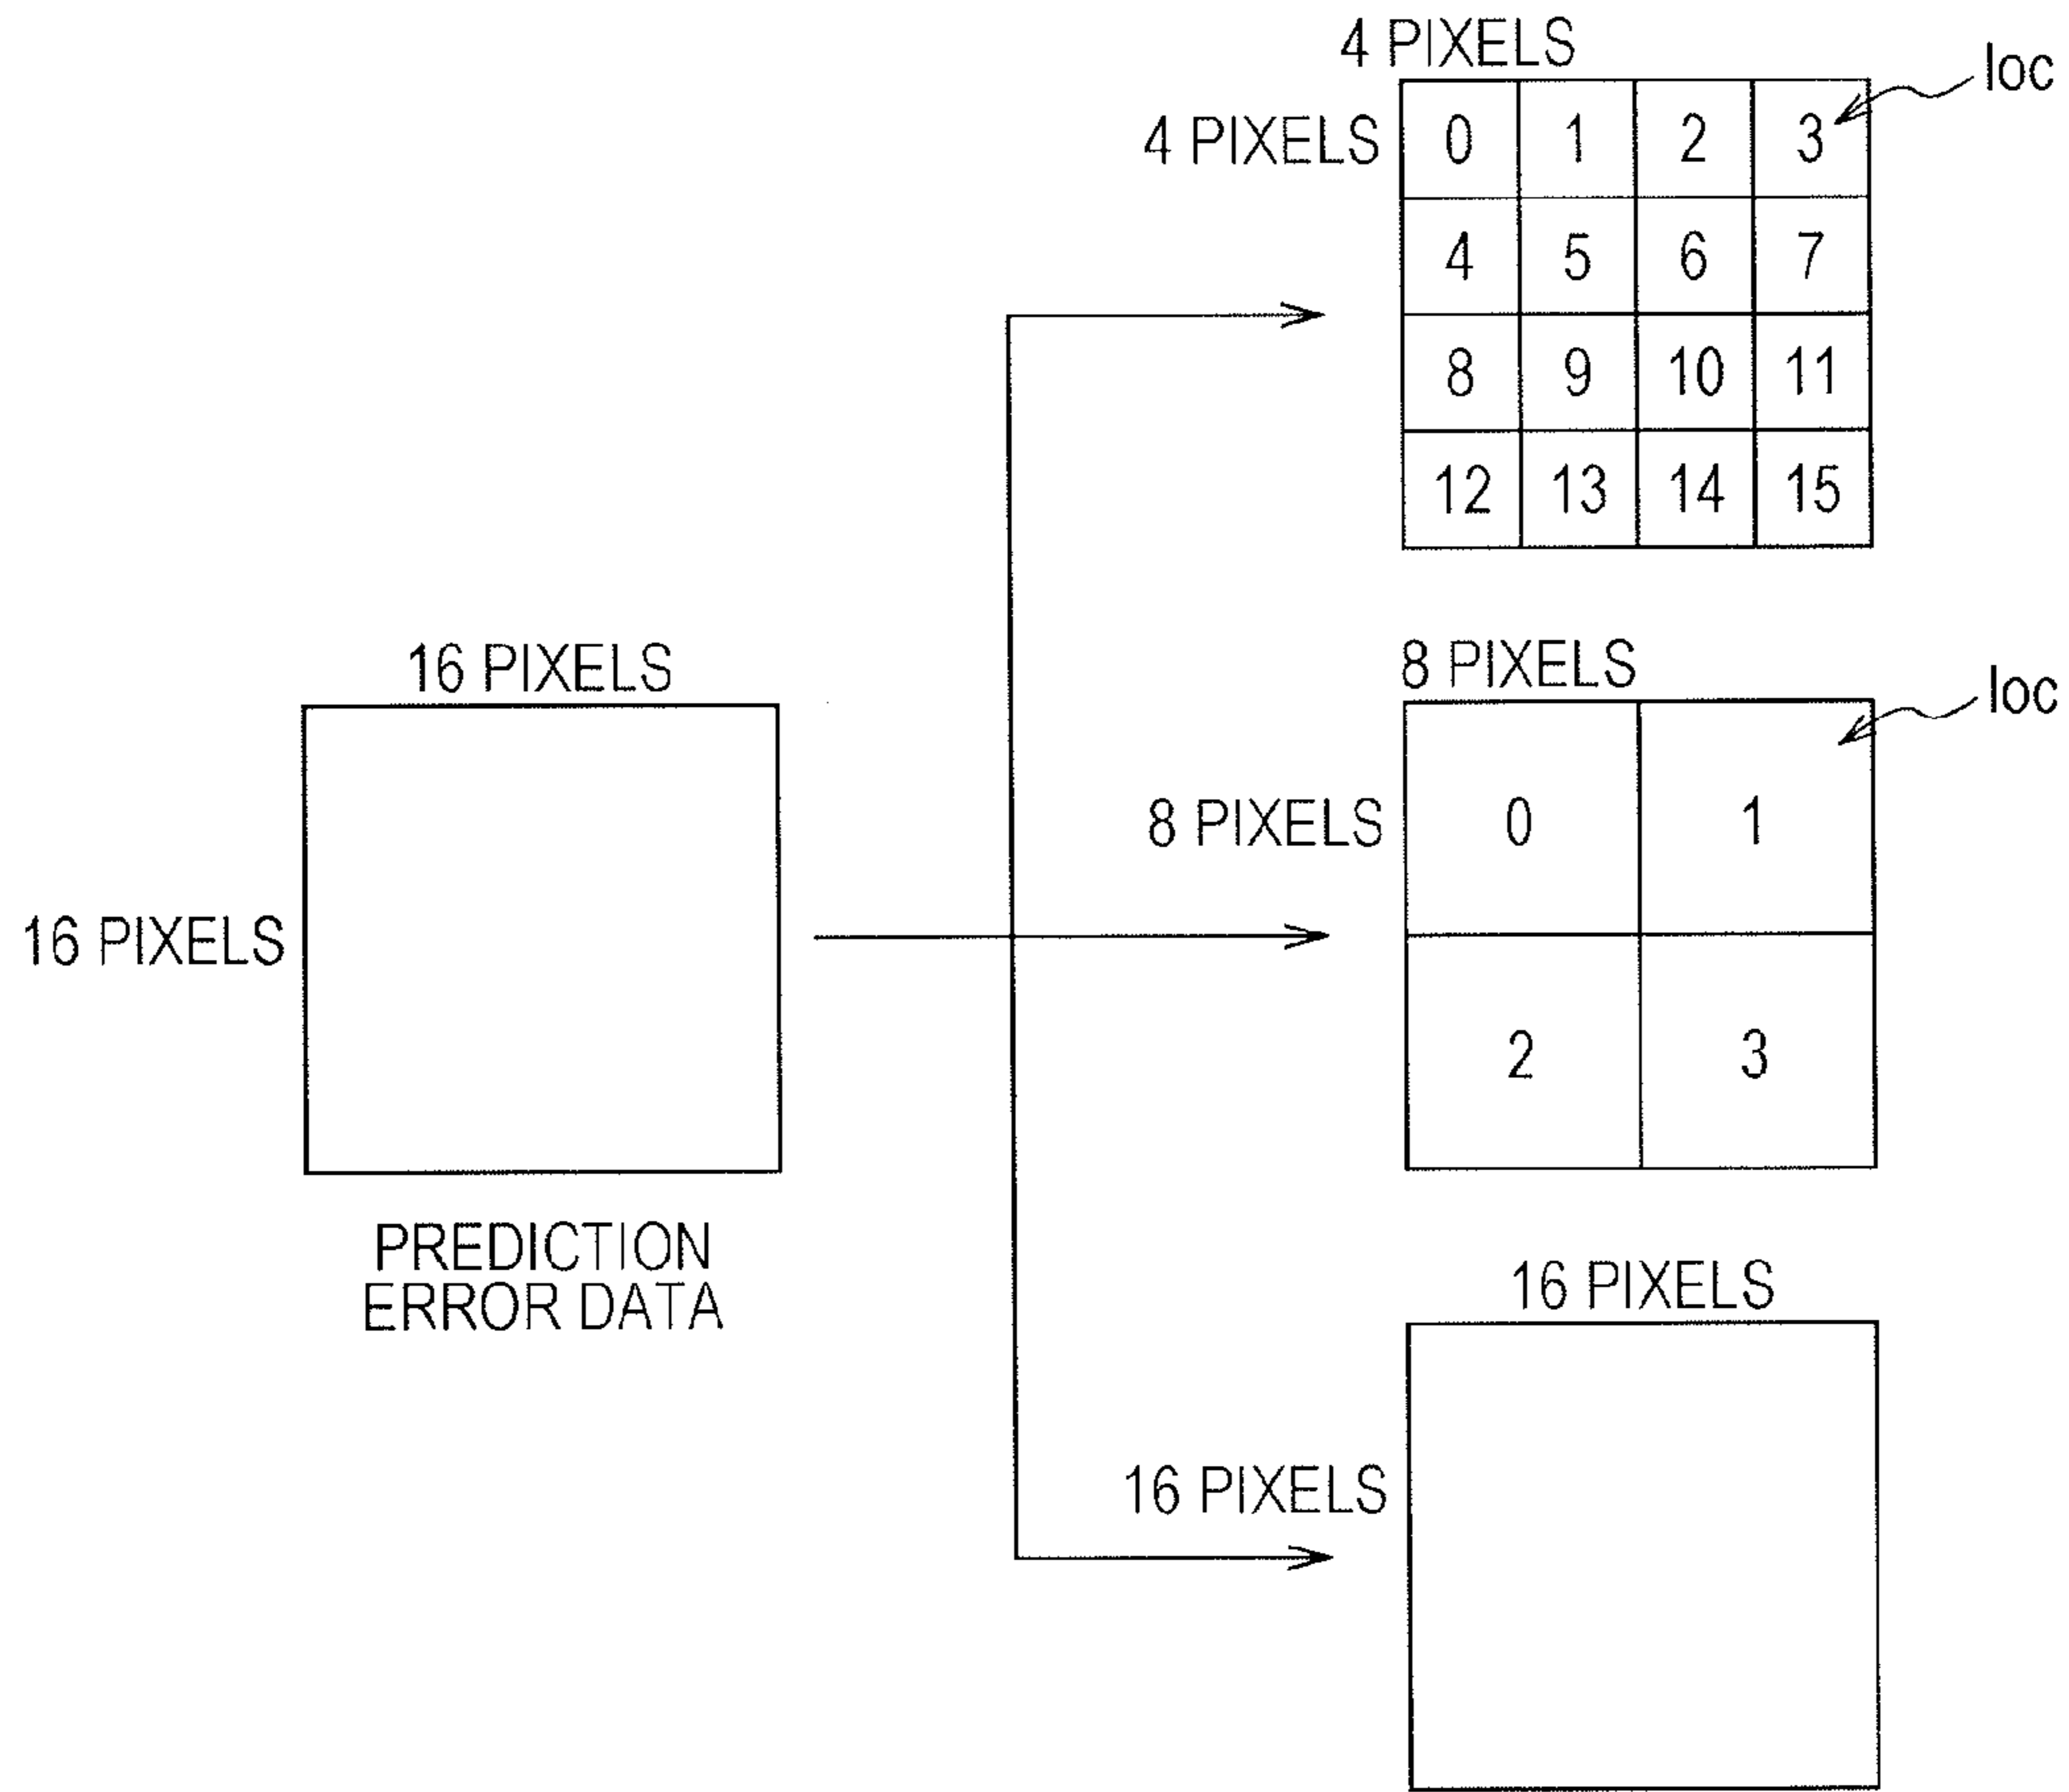 4 PIXELS
loc
4 PIXELS
0 1 2 3
4 5 6 7
8 9 10 11
12 13 14 15
16 PIXELS
16 PIXELS
PREDICTION
ERROR DATA
8 PIXELS
loc
8 PIXELS
0 1
2 3
16 PIXELS
16 PIXELS